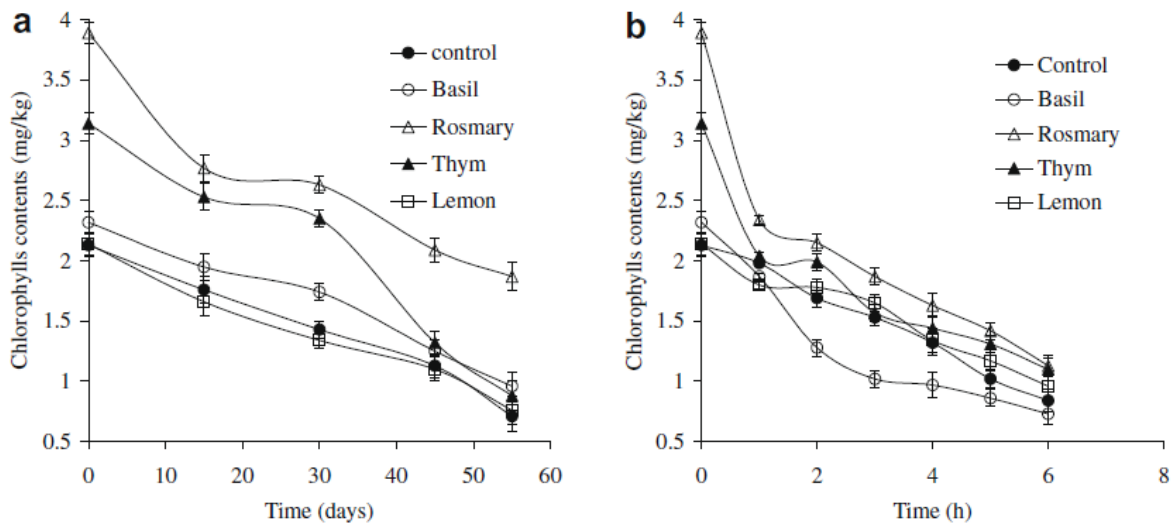 a
Chlorophylls contents (mg/kg)
4
3.5
3
2.5
2
1.5
1
0.5
0 10 20 30 40 50 60
Time (days)
control
Basil
Rosmary
Thym
Lemon
b
Chlorophylls contents (mg/kg)
4
3.5
3
2.5
2
1.5
1
0.5
0 2 4 6 8
Time (h)
Control
Basil
Rosmary
Thym
Lemon